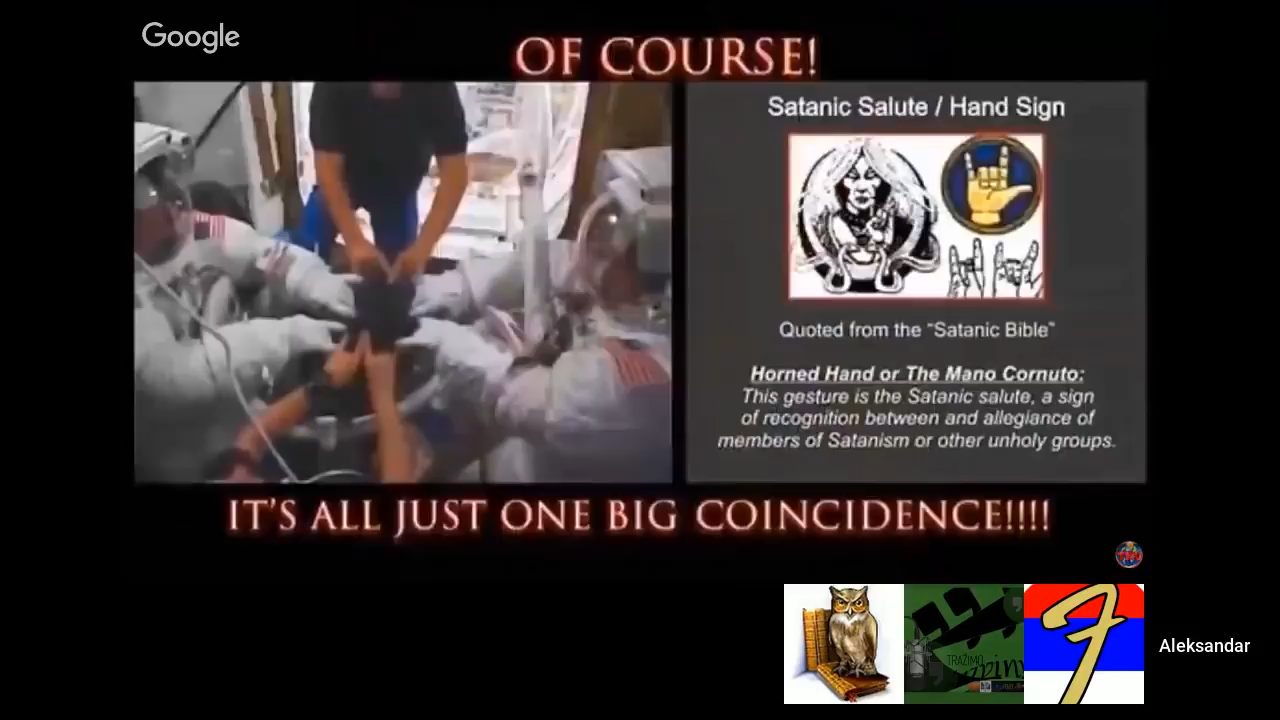 Google
OF COURSE!
Satanic Salute / Hand Sign
Quoted from the “Satanic Bible”
Horned Hand or The Mano Cornuto:
This gesture is the Satanic salute, a sign
of recognition between and allegiance of
members of Satanism or other unholy groups.
IT'S ALL JUST ONE BIG COINCIDENCE!!!!
TRAŽIMO
Aleksandar